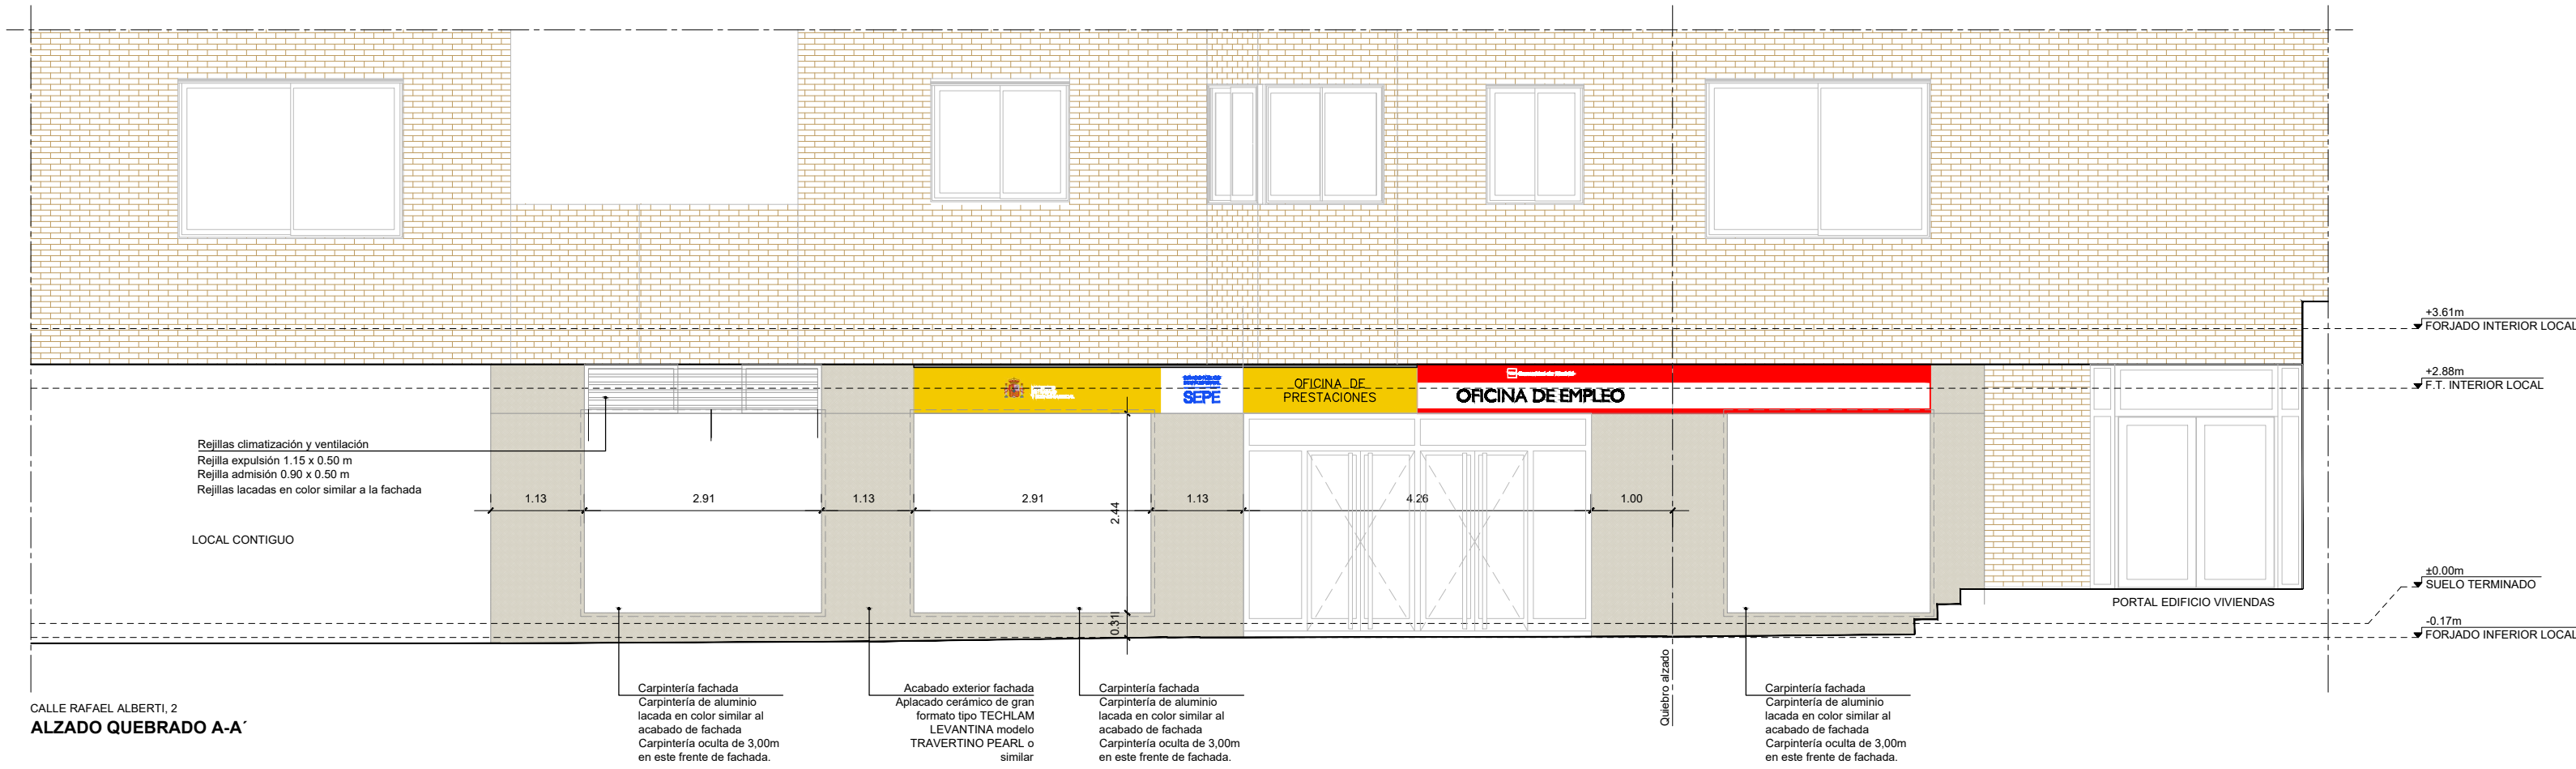 +3.61m
FORJADO INTERIOR LOCAL
+2.88m
F.T. INTERIOR LOCAL
SEPE
OFICINA DE
PRESTACIONES
OFICINA DE EMPLEO
Rejillas climatización y ventilación
Rejilla expulsión 1.15 x 0.50 m
Rejilla admisión 0.90 x 0.50 m
Rejillas lacadas en color similar a la fachada
1.13
2.91
1.13
2.91
1.13
4.26
1.00
2.44
0.31
LOCAL CONTIGUO
±0.00m
SUELO TERMINADO
PORTAL EDIFICIO VIVIENDAS
-0.17m
FORJADO INFERIOR LOCAL
Quiebro alzado
Carpintería fachada
Carpintería de aluminio
lacada en color similar al
acabado de fachada
Carpintería oculta de 3,00m
en este frente de fachada.
Acabado exterior fachada
Aplacado cerámico de gran
formato tipo TECHLAM
LEVANTINA modelo
TRAVERTINO PEARL o
similar
Carpintería fachada
Carpintería de aluminio
lacada en color similar al
acabado de fachada
Carpintería oculta de 3,00m
en este frente de fachada.
Carpintería fachada
Carpintería de aluminio
lacada en color similar al
acabado de fachada
Carpintería oculta de 3,00m
en este frente de fachada.
CALLE RAFAEL ALBERTI, 2
ALZADO QUEBRADO A-A´